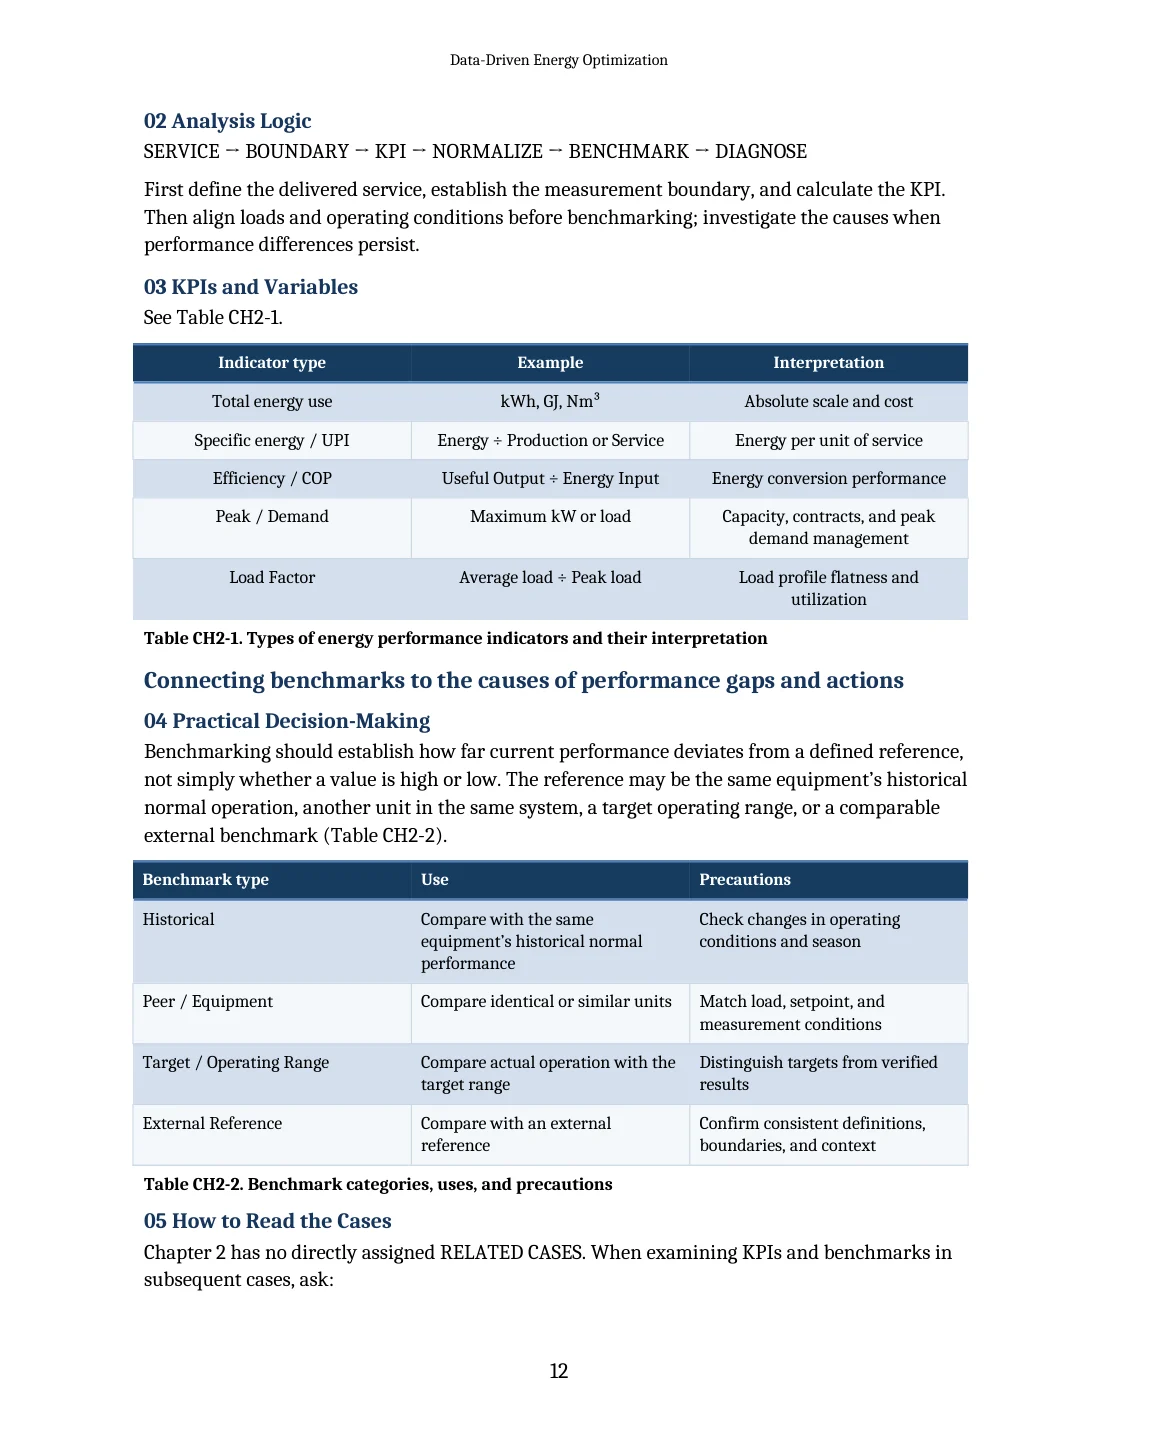 Data-Driven Energy Optimization
02 Analysis Logic
SERVICE → BOUNDARY → KPI → NORMALIZE → BENCHMARK → DIAGNOSE
First define the delivered service, establish the measurement boundary, and calculate the KPI.
Then align loads and operating conditions before benchmarking; investigate the causes when
performance differences persist.
03 KPIs and Variables
See Table CH2-1.
Indicator type Example Interpretation
Total energy use kWh, GJ, Nm³ Absolute scale and cost
Specific energy / UPI Energy ÷ Production or Service Energy per unit of service
Efficiency / COP Useful Output ÷ Energy Input Energy conversion performance
Peak / Demand Maximum kW or load Capacity, contracts, and peak
demand management
Load Factor Average load ÷ Peak load Load profile flatness and
utilization
Table CH2-1. Types of energy performance indicators and their interpretation
Connecting benchmarks to the causes of performance gaps and actions
04 Practical Decision-Making
Benchmarking should establish how far current performance deviates from a defined reference,
not simply whether a value is high or low. The reference may be the same equipment’s historical
normal operation, another unit in the same system, a target operating range, or a comparable
external benchmark (Table CH2-2).
Benchmark type Use Precautions
Historical Compare with the same Check changes in operating
equipment’s historical normal conditions and season
performance
Peer / Equipment Compare identical or similar units Match load, setpoint, and
measurement conditions
Target / Operating Range Compare actual operation with the Distinguish targets from verified
target range results
External Reference Compare with an external Confirm consistent definitions,
reference boundaries, and context
Table CH2-2. Benchmark categories, uses, and precautions
05 How to Read the Cases
Chapter 2 has no directly assigned RELATED CASES. When examining KPIs and benchmarks in
subsequent cases, ask:
12